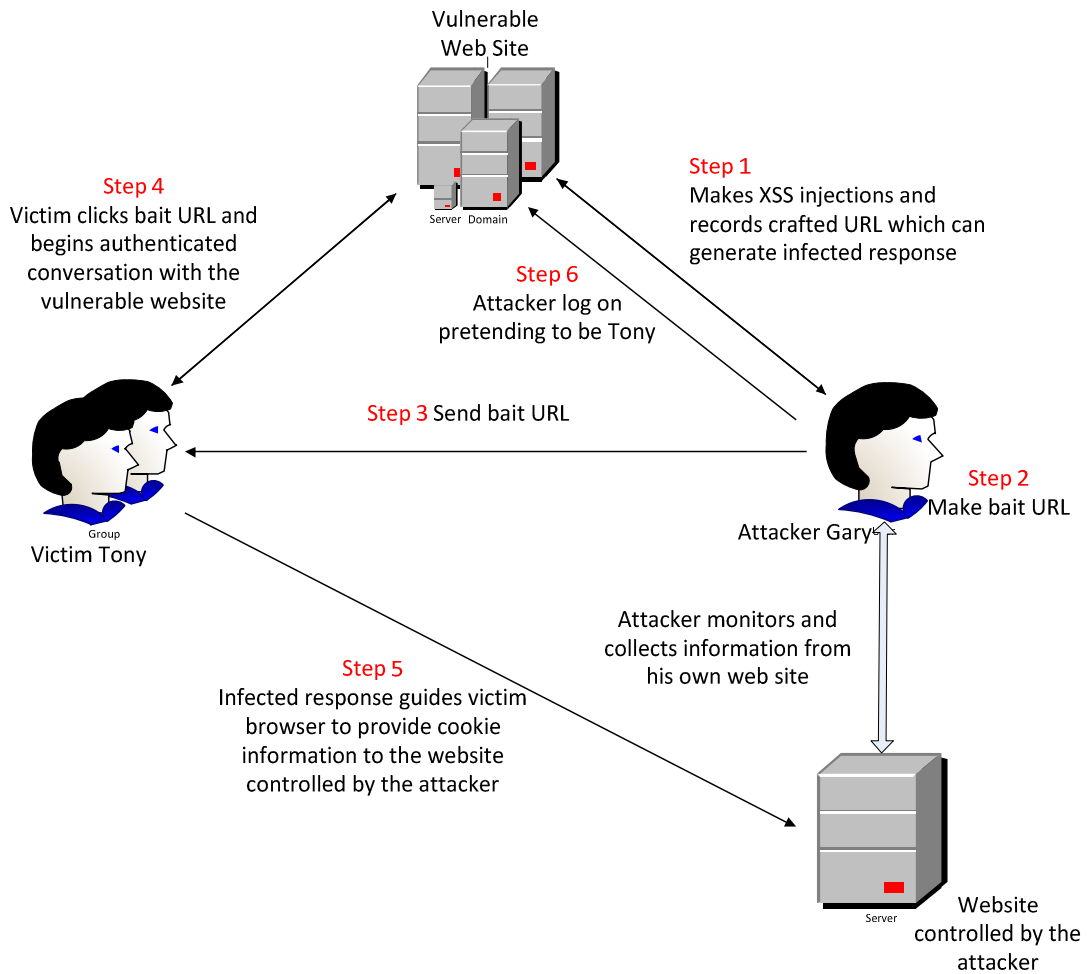 Vulnerable
Web Site
Server
Domain
Step 1
Makes XSS injections and
records crafted URL which can
generate infected response
Step 4
Victim clicks bait URL and
begins authenticated
conversation with the
vulnerable website
Step 6
Attacker log on
pretending to be Tony
Step 3 Send bait URL
Step 2
Make bait URL
Group
Victim Tony
Attacker Gary
Attacker monitors and
collects information from
his own web site
Step 5
Infected response guides victim
browser to provide cookie
information to the website
controlled by the attacker
Server
Website
controlled by the
attacker